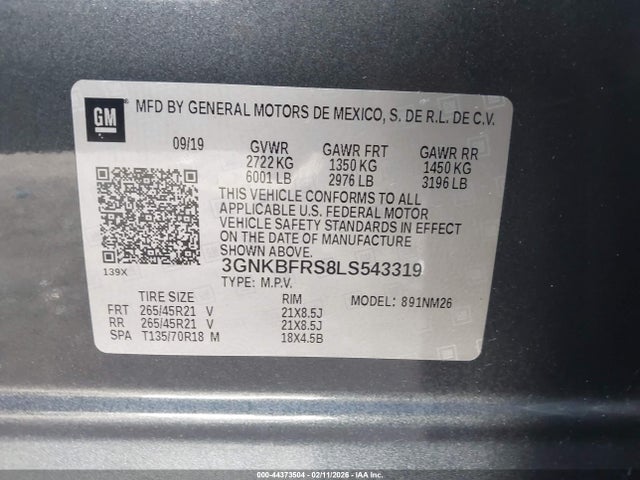 GM
MFD BY GENERAL MOTORS DE MEXICO, S. DE R.L. DE C.V.
09/19 GVWR GAWR FRT GAWR RR
2722 KG 1350 KG 1450 KG
6001 LB 2976 LB 3196 LB
THIS VEHICLE CONFORMS TO ALL
APPLICABLE U.S. FEDERAL MOTOR
VEHICLE SAFETY STANDARDS IN EFFECT
ON THE DATE OF MANUFACTURE
SHOWN ABOVE.
139X
3GNKBFRS8LS543319
TYPE: M.P.V.
MODEL: 891NM26
TIRE SIZE RIM
FRT 265/45R21 V 21X8.5J
RR 265/45R21 V 21X8.5J
SPA T135/70R18 M 18X4.5B
000-44373504 - 02/11/2026 - IAAI